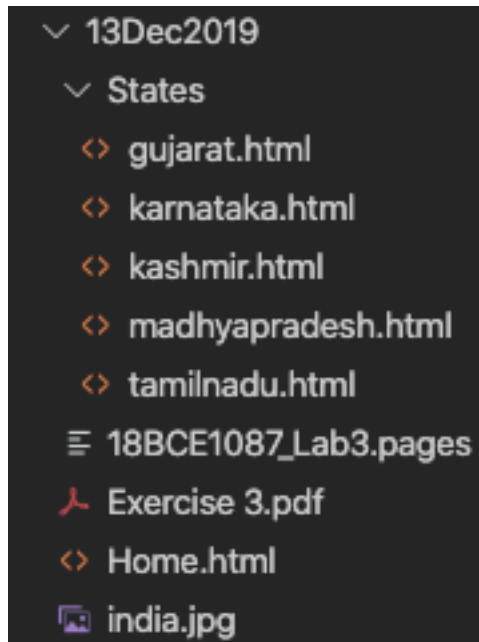 13Dec2019
States
gujarat.html
karnataka.html
kashmir.html
madhyapradesh.html
tamilnadu.html
18BCE1087_Lab3.pages
Exercise 3.pdf
Home.html
india.jpg